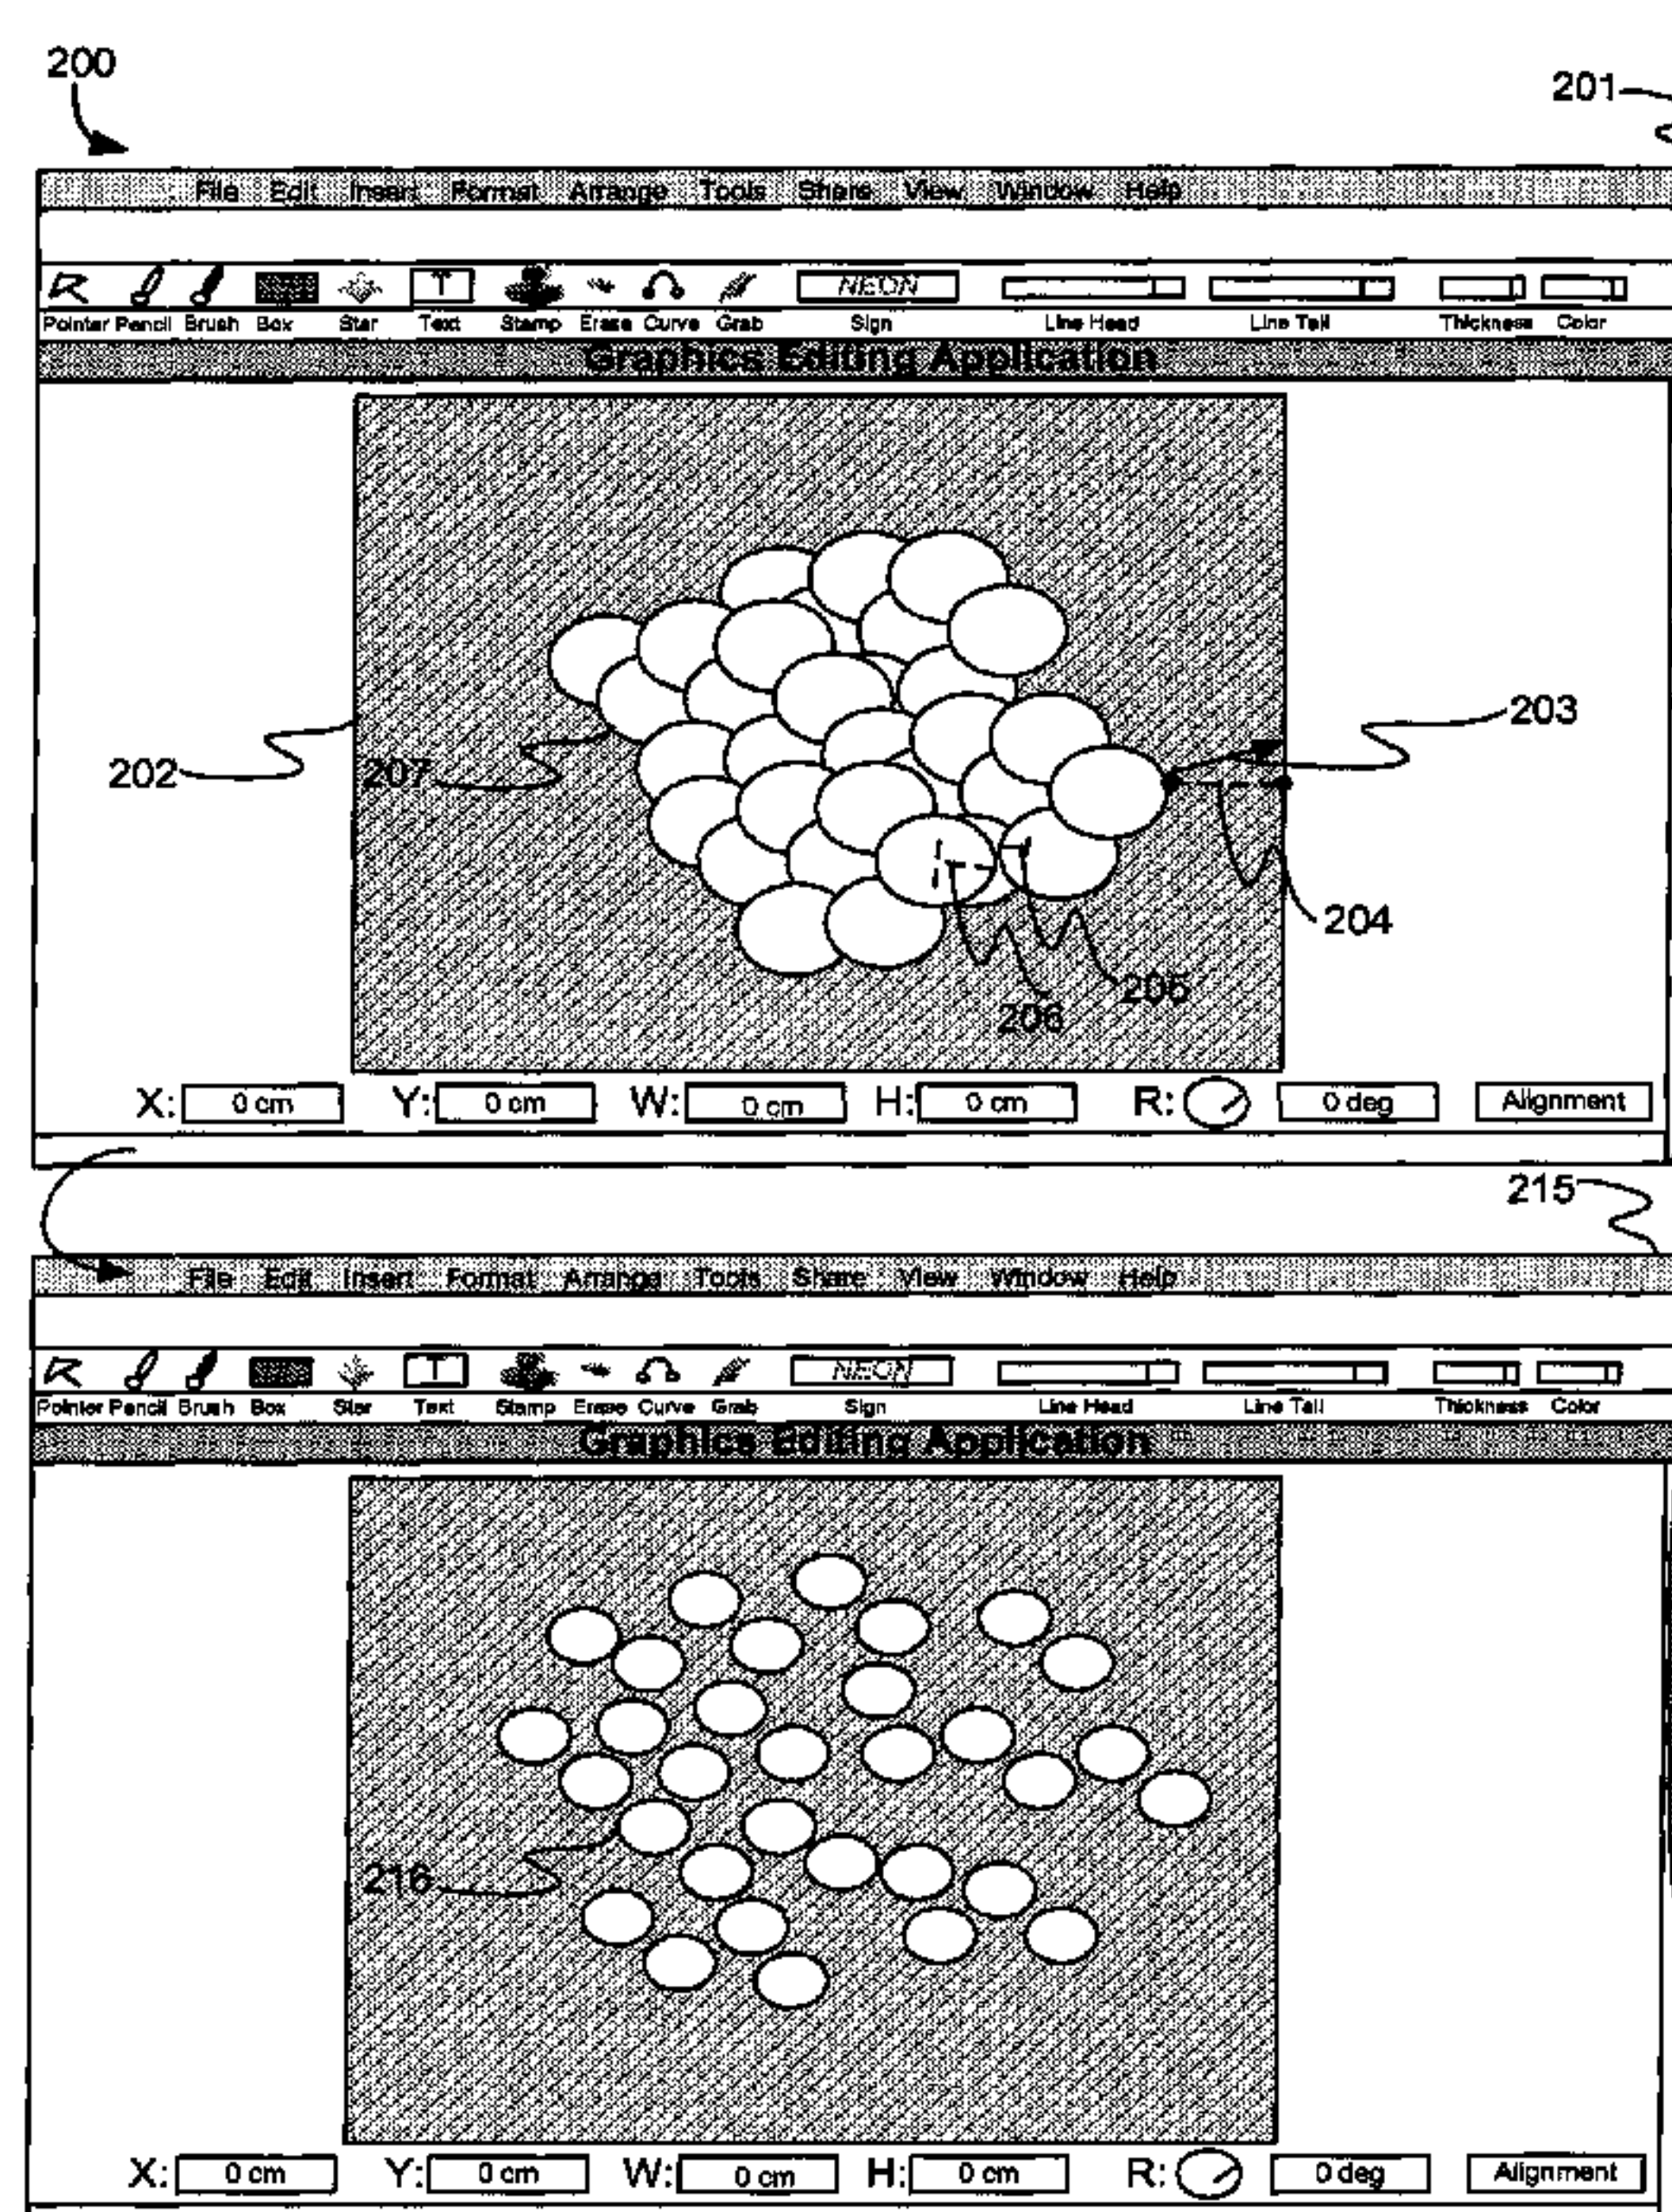 200
201
File Edit Insert Format Arrange Tools Share View Window Help
T NEON
Pointer Pencil Brush Box Star Text Stamp Erase Curve Grab Sign Line Head Line Tail Thickness Color
Graphics Editing Application
203
202
207
204
205
206
X: 0 cm Y: 0 cm W: 0 cm H: 0 cm R: 0 deg Alignment
215
File Edit Insert Format Arrange Tools Share View Window Help
T NEON
Pointer Pencil Brush Box Star Text Stamp Erase Curve Grab Sign Line Head Line Tail Thickness Color
Graphics Editing Application
216
X: 0 cm Y: 0 cm W: 0 cm H: 0 cm R: 0 deg Alignment